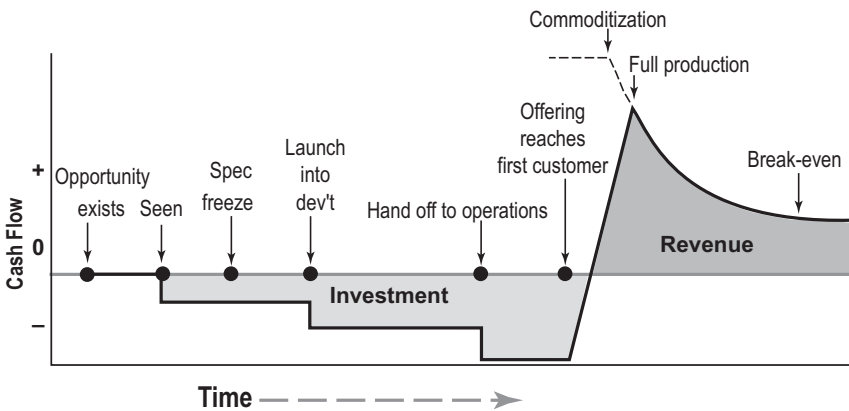 Commoditization
Full production
Offering
reaches
first customer
Launch
into
dev't
Spec
freeze
Opportunity
exists
Seen
Hand off to operations
Break-even
+
0
–
Cash Flow
Investment
Revenue
Time